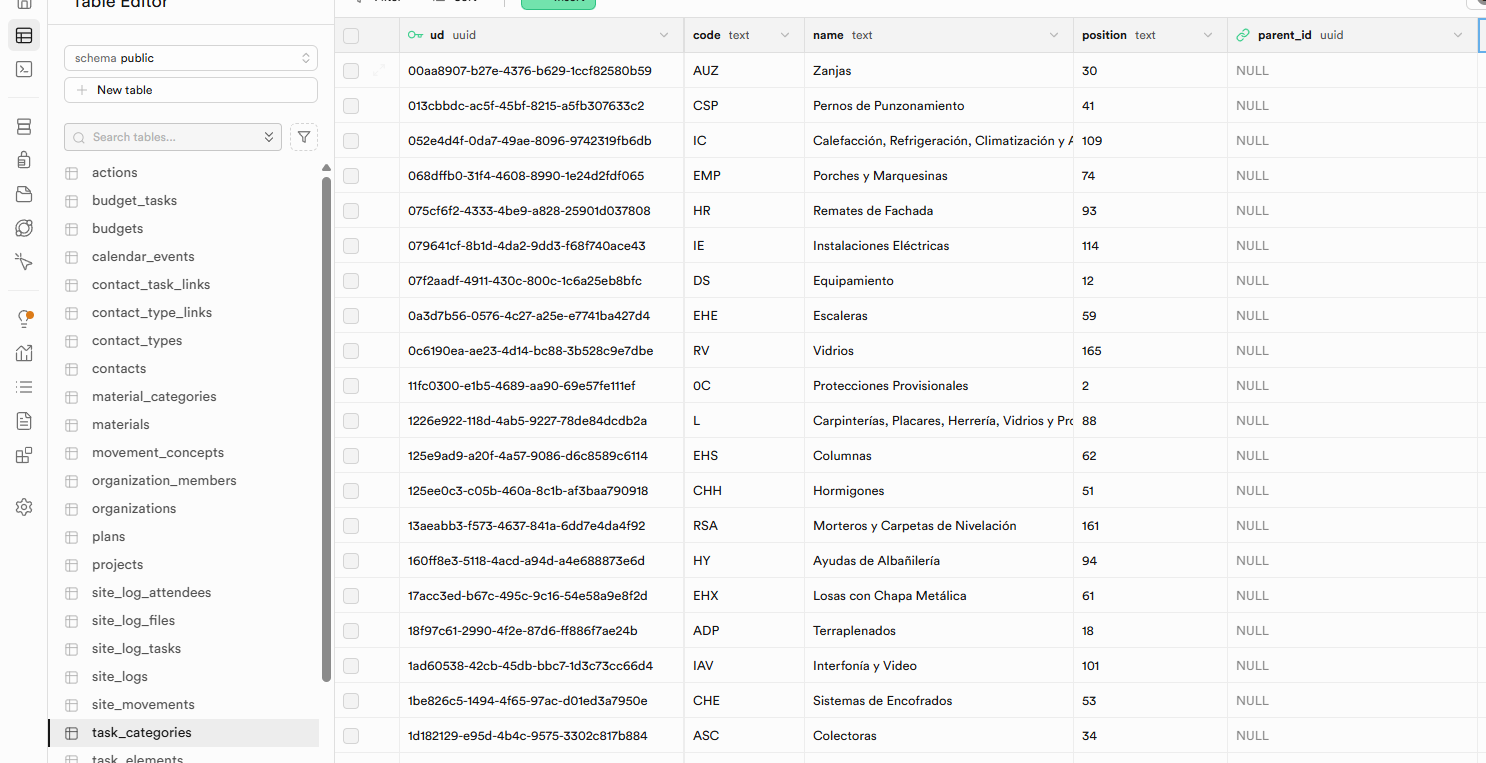 Table Editor
schema public
New table
Search tables...
actions
budget_tasks
budgets
calendar_events
contact_task_links
contact_type_links
contact_types
contacts
material_categories
materials
movement_concepts
organization_members
organizations
plans
projects
site_log_attendees
site_log_files
site_log_tasks
site_logs
site_movements
task_categories
task_elements
Filter Sort Insert
ud uuid code text name text position text parent_id uuid
00aa8907-b27e-4376-b629-1ccf82580b59 AUZ Zanjas 30 NULL
013cbbdc-ac5f-45bf-8215-a5fb307633c2 CSP Pernos de Punzonamiento 41 NULL
052e4d4f-0da7-49ae-8096-9742319fb6db IC Calefacción, Refrigeración, Climatización y A 109 NULL
068dffb0-31f4-4608-8990-1e24d2fdf065 EMP Porches y Marquesinas 74 NULL
075cf6f2-4333-4be9-a828-25901d037808 HR Remates de Fachada 93 NULL
079641cf-8b1d-4da2-9dd3-f68f740ace43 IE Instalaciones Eléctricas 114 NULL
07f2aadf-4911-430c-800c-1c6a25eb8bfc DS Equipamiento 12 NULL
0a3d7b56-0576-4c27-a25e-e7741ba427d4 EHE Escaleras 59 NULL
0c6190ea-ae23-4d14-bc88-3b528c9e7dbe RV Vidrios 165 NULL
11fc0300-e1b5-4689-aa90-69e57fe111ef 0C Protecciones Provisionales 2 NULL
1226e922-118d-4ab5-9227-78de84dcdb2a L Carpinterías, Placares, Herrería, Vidrios y Pro 88 NULL
125e9ad9-a20f-4a57-9086-d6c8589c6114 EHS Columnas 62 NULL
125ee0c3-c05b-460a-8c1b-af3baa790918 CHH Hormigones 51 NULL
13aeabb3-f573-4637-841a-6dd7e4da4f92 RSA Morteros y Carpetas de Nivelación 161 NULL
160ff8e3-5118-4acd-a94d-a4e688873e6d HY Ayudas de Albañilería 94 NULL
17acc3ed-b67c-495c-9c16-54e58a9e8f2d EHX Losas con Chapa Metálica 61 NULL
18f97c61-2990-4f2e-87d6-ff886f7ae24b ADP Terraplenados 18 NULL
1ad60538-42cb-45db-bbc7-1d3c73cc66d4 IAV Interfonía y Video 101 NULL
1be826c5-1494-4f65-97ac-d01ed3a7950e CHE Sistemas de Encofrados 53 NULL
1d182129-e95d-4b4c-9575-3302c817b884 ASC Colectoras 34 NULL